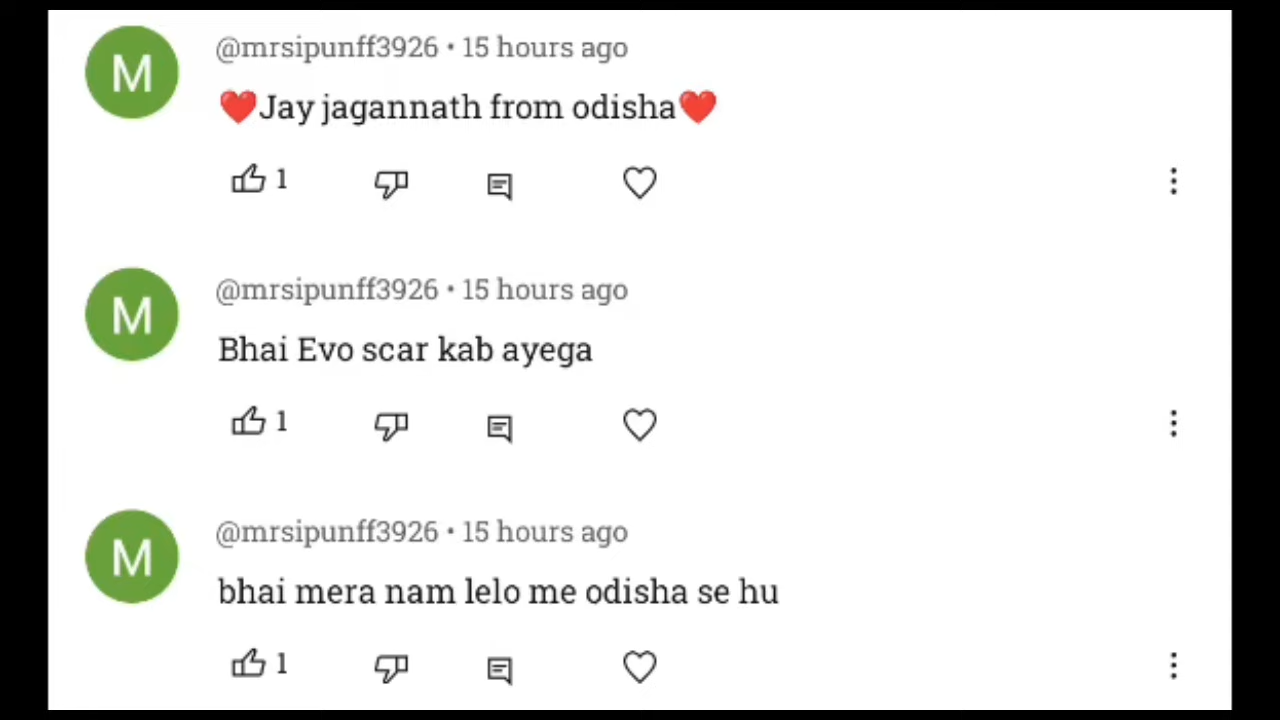 M
@mrsipunff3926 • 15 hours ago
❤️Jay jagannath from odisha❤️
1
M
@mrsipunff3926 • 15 hours ago
Bhai Evo scar kab ayega
1
M
@mrsipunff3926 • 15 hours ago
bhai mera nam lelo me odisha se hu
1